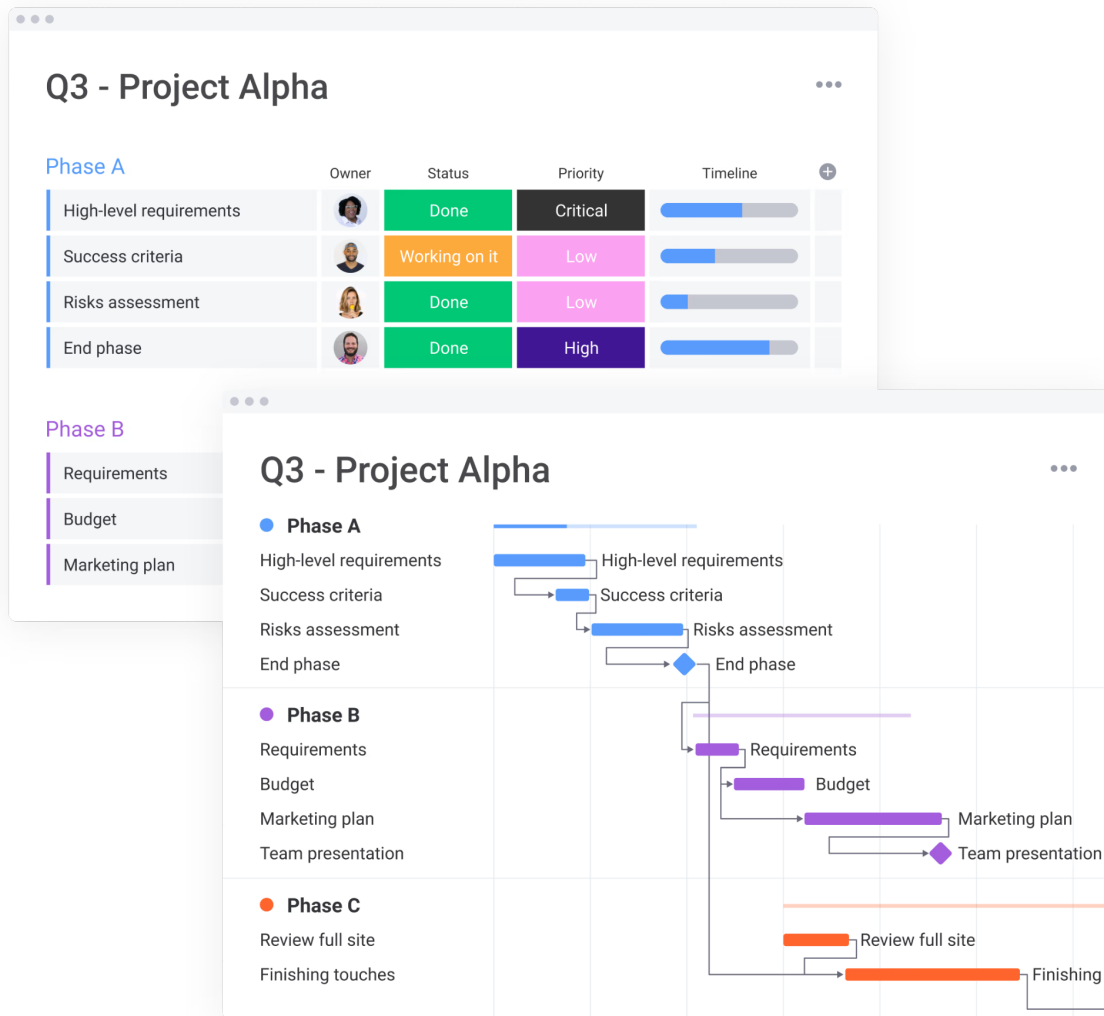 Q3 - Project Alpha
Phase A Owner Status Priority Timeline
High-level requirements Done Critical
Success criteria Working on it Low
Risks assessment Done Low
End phase Done High
Phase B
Requirements
Budget
Marketing plan
Q3 - Project Alpha
Phase A
High-level requirements High-level requirements
Success criteria Success criteria
Risks assessment Risks assessment
End phase End phase
Phase B
Requirements Requirements
Budget Budget
Marketing plan Marketing plan
Team presentation Team presentation
Phase C
Review full site Review full site
Finishing touches Finishing